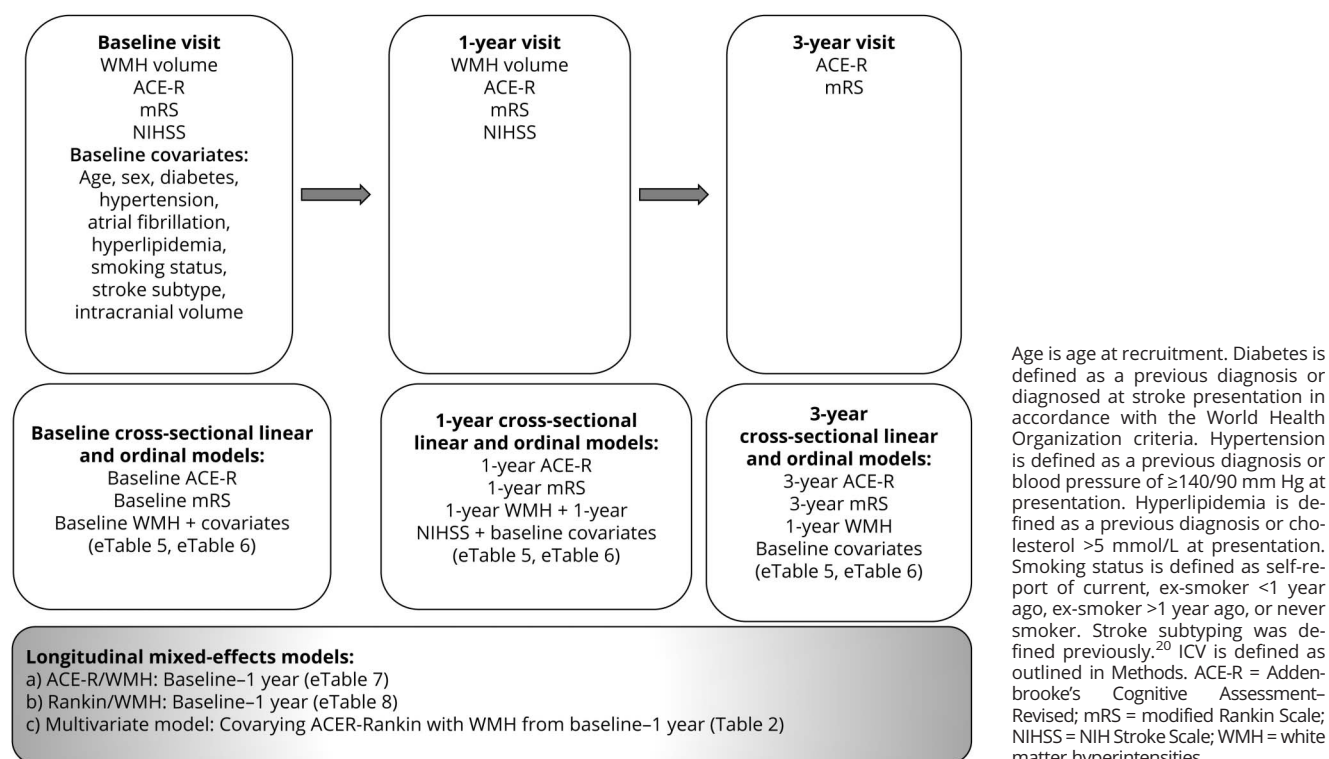 Baseline visit
WMH volume
ACE-R
mRS
NIHSS
Baseline covariates:
Age, sex, diabetes,
hypertension,
atrial fibrillation,
hyperlipidemia,
smoking status,
stroke subtype,
intracranial volume
1-year visit
WMH volume
ACE-R
mRS
NIHSS
3-year visit
ACE-R
mRS
Baseline cross-sectional linear
and ordinal models:
Baseline ACE-R
Baseline mRS
Baseline WMH + covariates
(eTable 5, eTable 6)
1-year cross-sectional
linear and ordinal models:
1-year ACE-R
1-year mRS
1-year WMH + 1-year
NIHSS + baseline covariates
(eTable 5, eTable 6)
3-year
cross-sectional linear
and ordinal models:
3-year ACE-R
3-year mRS
1-year WMH
Baseline covariates
(eTable 5, eTable 6)
Longitudinal mixed-effects models:
a) ACE-R/WMH: Baseline–1 year (eTable 7)
b) Rankin/WMH: Baseline–1 year (eTable 8)
c) Multivariate model: Covarying ACER-Rankin with WMH from baseline–1 year (Table 2)
Age is age at recruitment. Diabetes is
defined as a previous diagnosis or
diagnosed at stroke presentation in
accordance with the World Health
Organization criteria. Hypertension
is defined as a previous diagnosis or
blood pressure of ≥140/90 mm Hg at
presentation. Hyperlipidemia is de-
fined as a previous diagnosis or cho-
lesterol >5 mmol/L at presentation.
Smoking status is defined as self-re-
port of current, ex-smoker <1 year
ago, ex-smoker >1 year ago, or never
smoker. Stroke subtyping was de-
fined previously.20 ICV is defined as
outlined in Methods. ACE-R = Adden-
brooke's Cognitive Assessment–
Revised; mRS = modified Rankin Scale;
NIHSS = NIH Stroke Scale; WMH = white
matter hyperintensities.